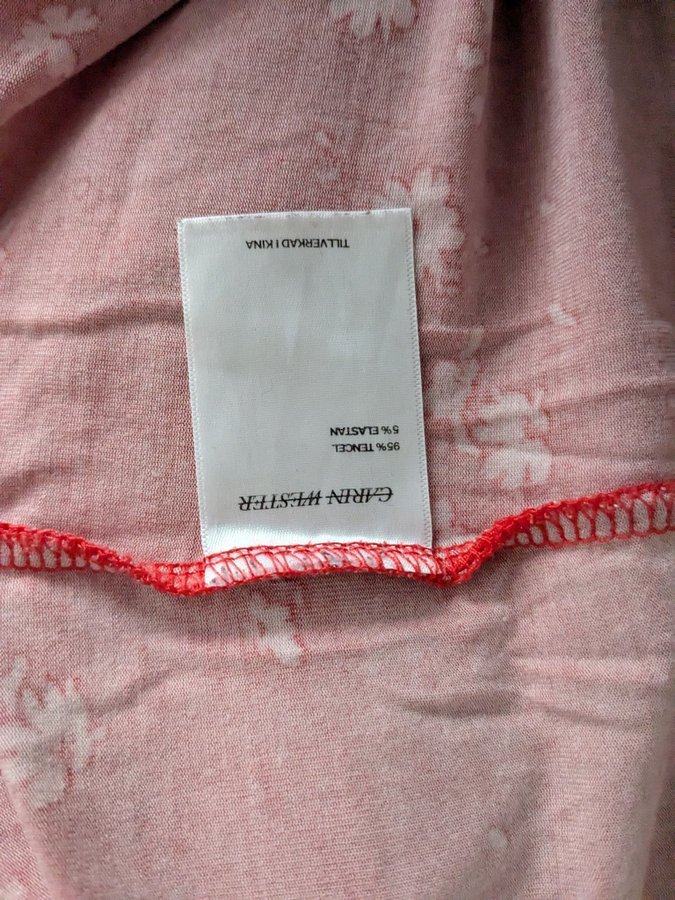 CARIN WESTER
95% TENCEL
5% ELASTAN
TILLVERKAD I KINA